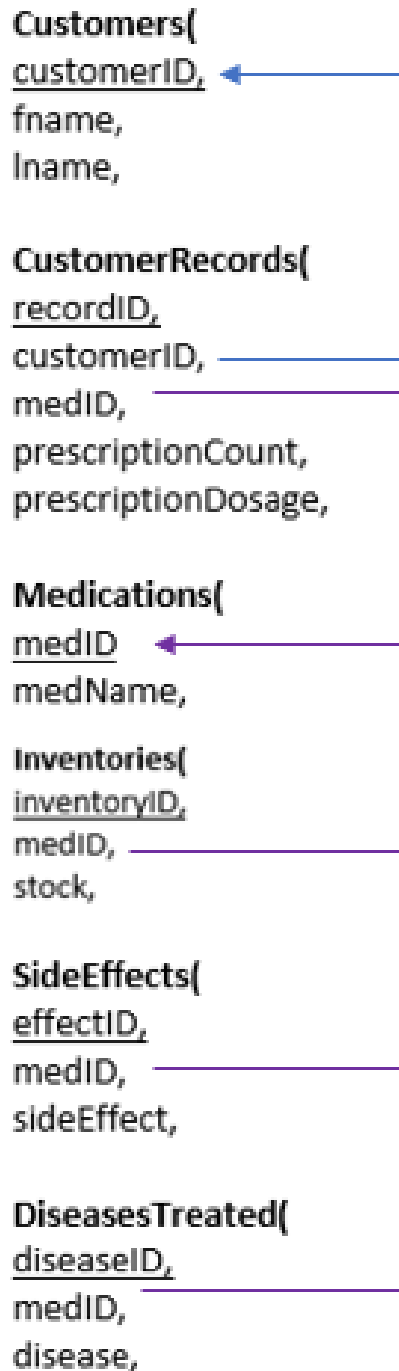 Customers(
customerID,
fname,
lname,
CustomerRecords(
recordID,
customerID,
medID,
prescriptionCount,
prescriptionDosage,
Medications(
medID
medName,
Inventories(
inventoryID,
medID,
stock,
SideEffects(
effectID,
medID,
sideEffect,
DiseasesTreated(
diseaseID,
medID,
disease,